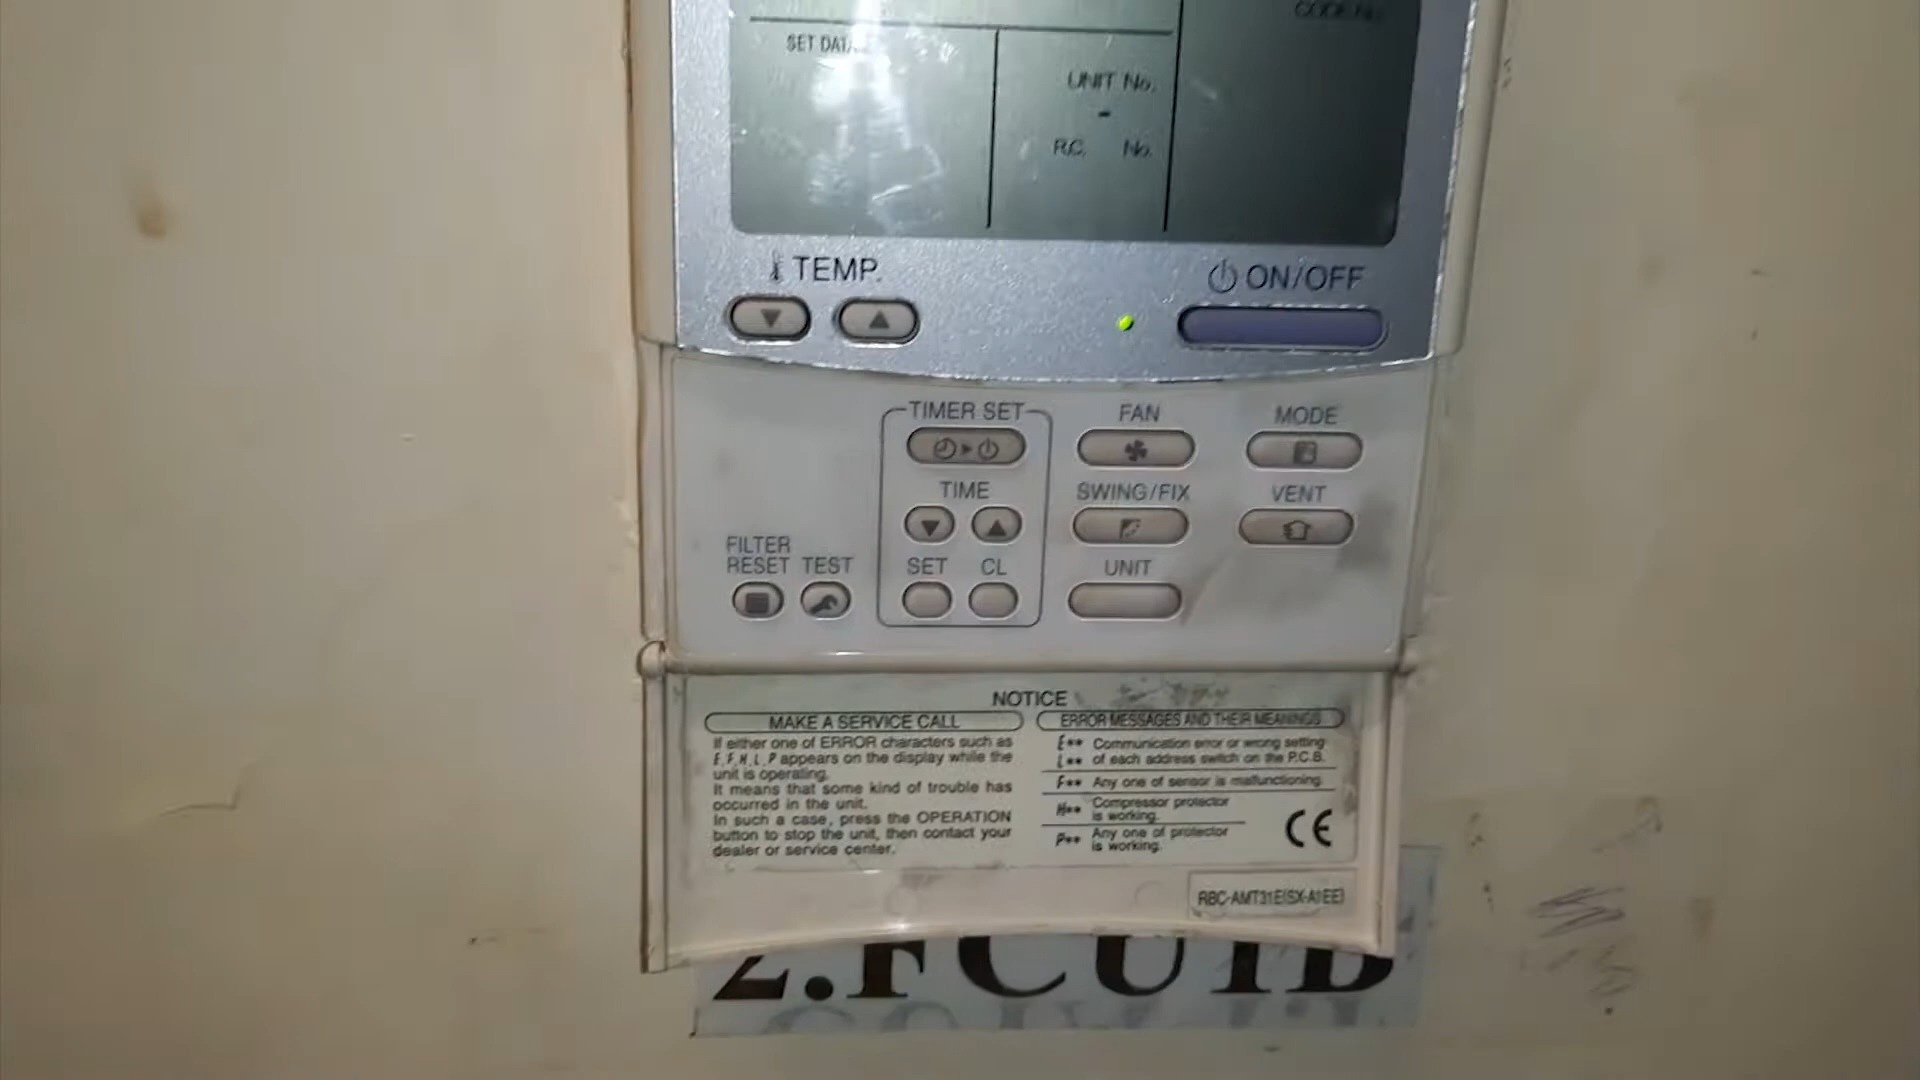 CODE No.
SET DATA
UNIT No.
-
R.C. No.
TEMP.
ON/OFF
TIMER SET
FAN
MODE
TIME
SWING/FIX
VENT
FILTER
RESET
TEST
SET
CL
UNIT
NOTICE
MAKE A SERVICE CALL
If either one of ERROR characters such as
E,F,H,L,P appears on the display while the
unit is operating.
It means that some kind of trouble has
occurred in the unit.
In such a case, press the OPERATION
button to stop the unit, then contact your
dealer or service center.
ERROR MESSAGES AND THEIR MEANINGS
E** Communication error or wrong setting
L** of each address switch on the P.C.B.
F** Any one of sensor is malfunctioning.
H** Compressor protector
is working.
P** Any one of protector
is working.
CE
RBC-AMT31E(SX-A1EE)
2.FCU1B